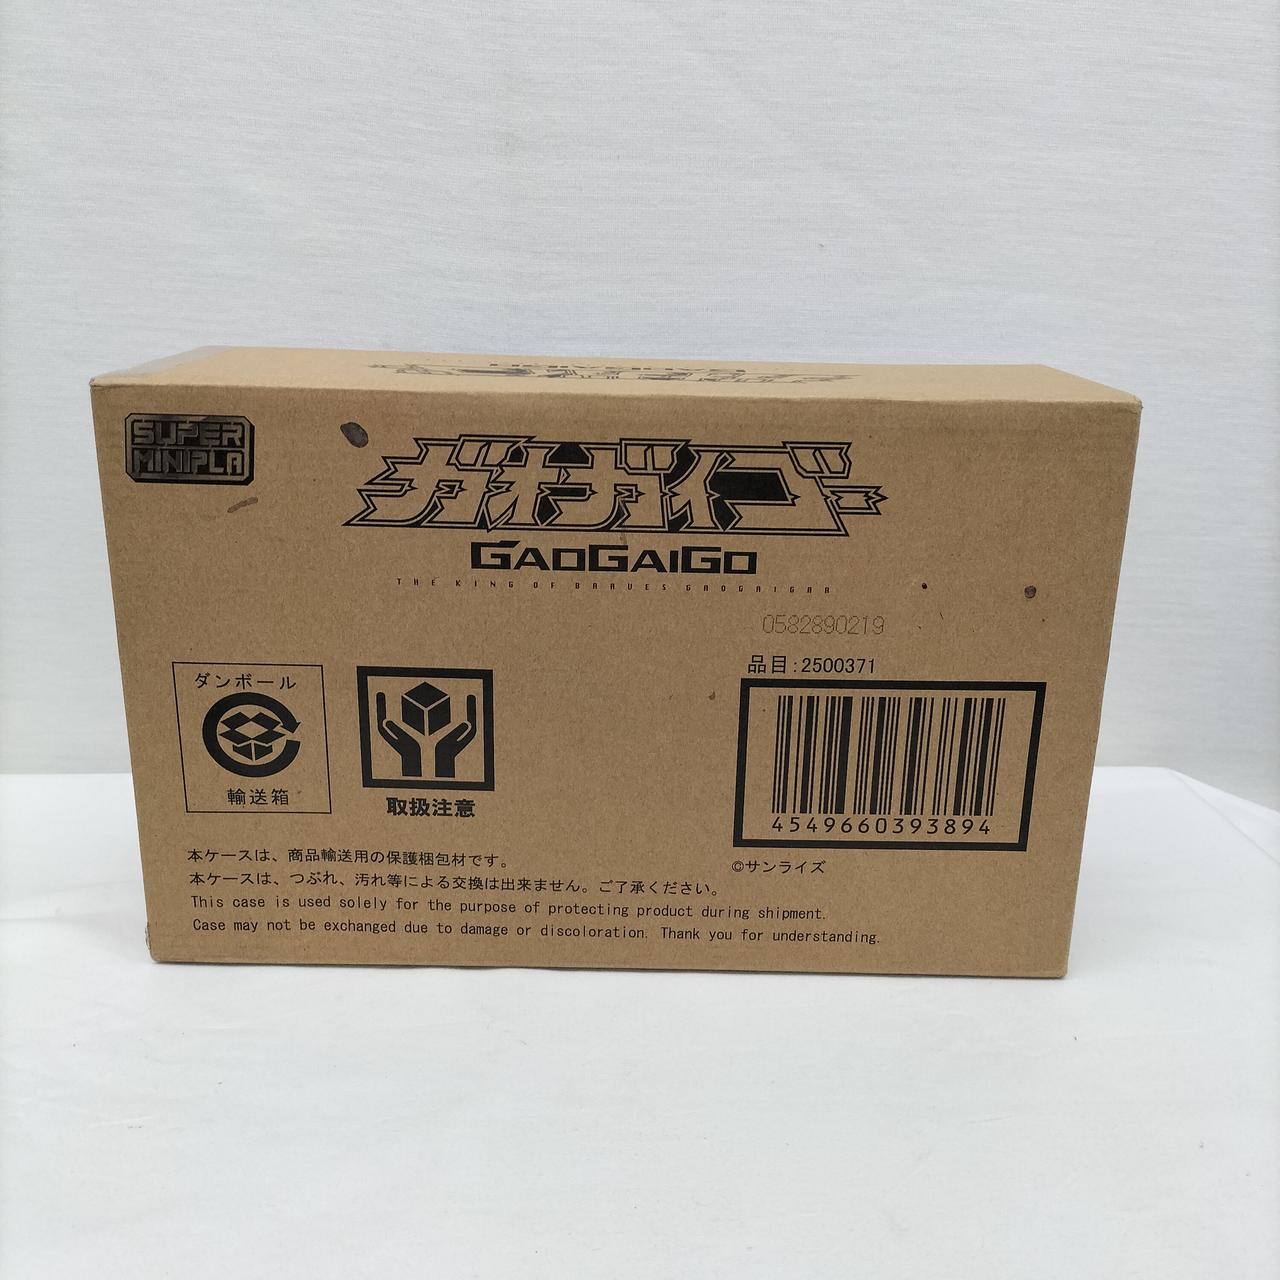 SUPER
MINIPLA
ガオガイゴー
GAOGAIGO
THE KING OF BRAVES GAOGAIGAR
0582890219
品目:2500371
ダンボール
輸送箱
取扱注意
4549660393894
©サンライズ
本ケースは、商品輸送用の保護梱包材です。
本ケースは、つぶれ、汚れ等による交換は出来ません。ご了承ください。
This case is used solely for the purpose of protecting product during shipment.
Case may not be exchanged due to damage or discoloration. Thank you for understanding.